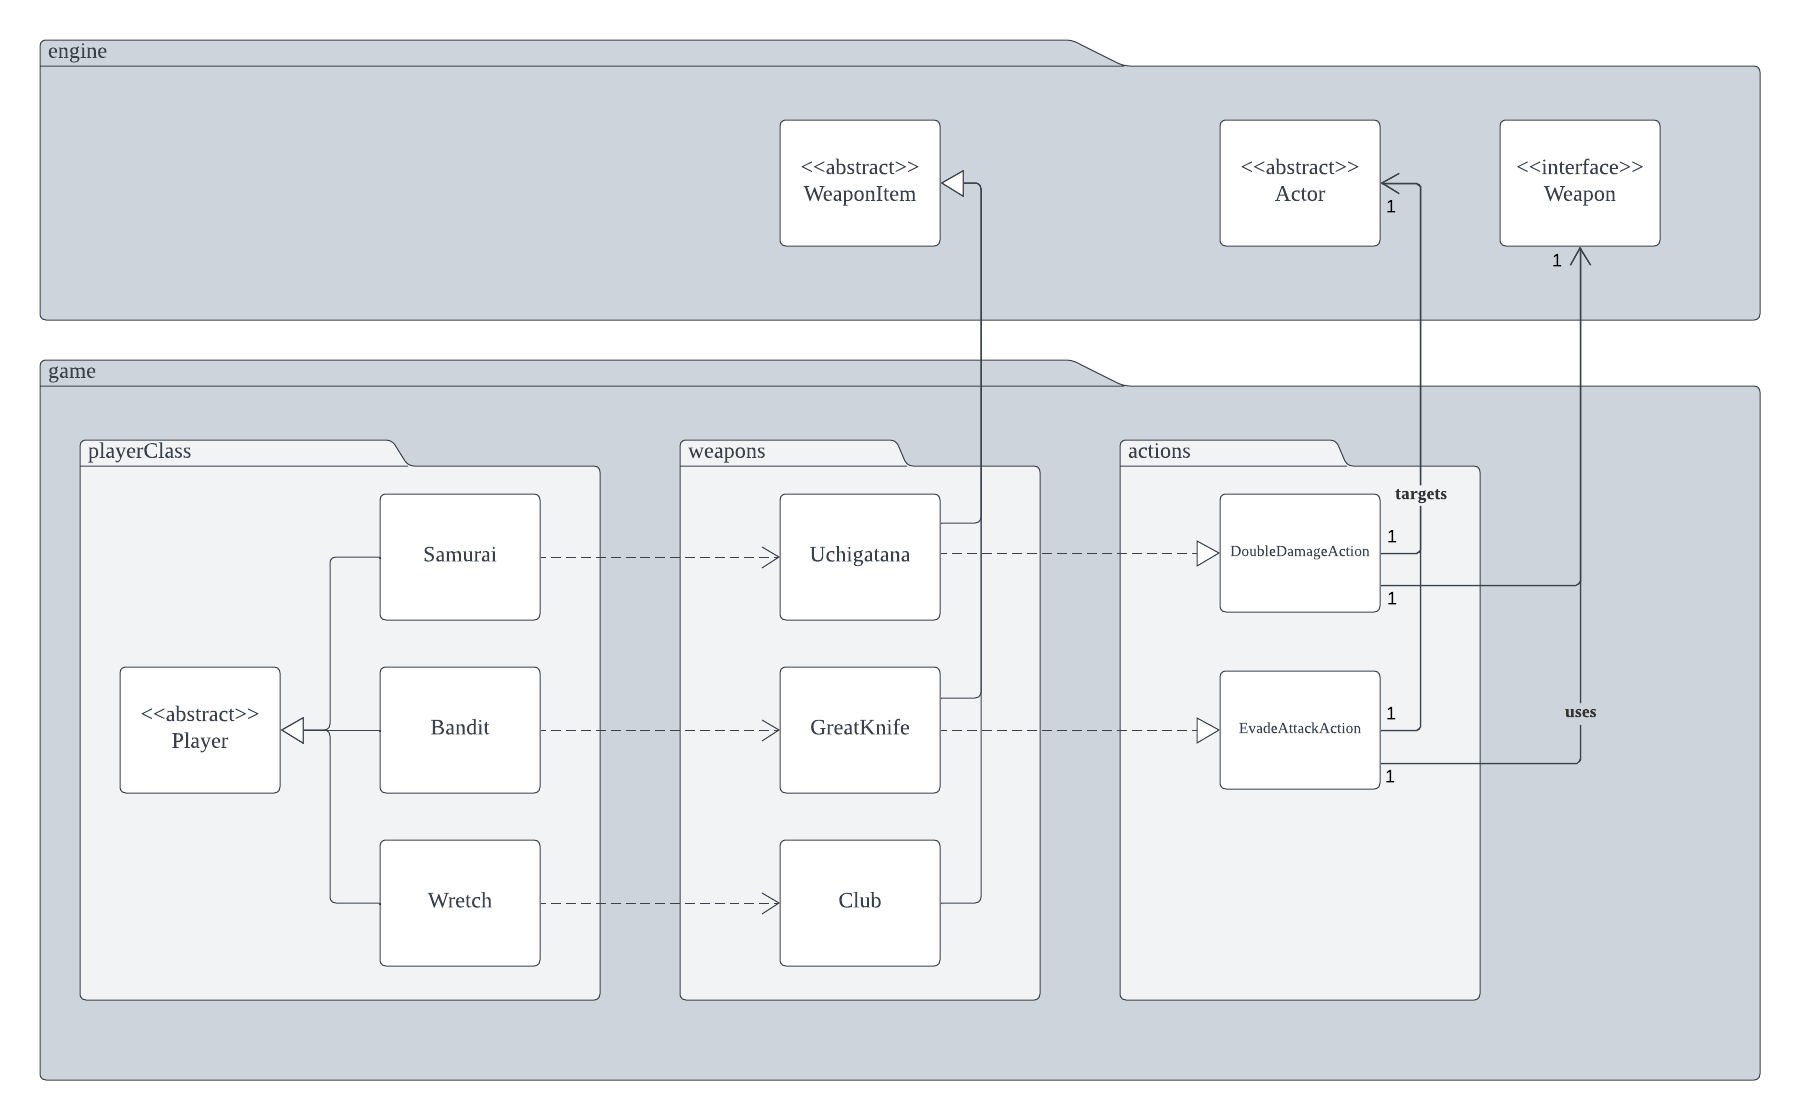 engine
<<abstract>>
WeaponItem
<<abstract>>
Actor
1
<<interface>>
Weapon
1
game
playerClass
Samurai
<<abstract>>
Player
Bandit
Wretch
weapons
Uchigatana
GreatKnife
Club
actions
targets
DoubleDamageAction
1
1
EvadeAttackAction
1
1
uses